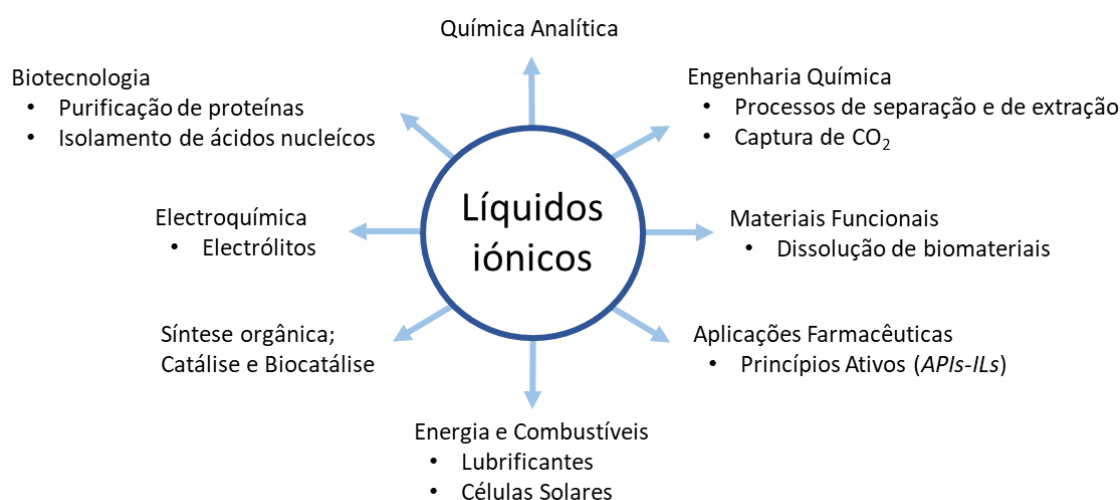 Química Analítica
Biotecnologia
• Purificação de proteínas
• Isolamento de ácidos nucleícos
Engenharia Química
• Processos de separação e de extração
• Captura de CO₂
Líquidos
iónicos
Electroquímica
• Electrólitos
Materiais Funcionais
• Dissolução de biomateriais
Síntese orgânica;
Catálise e Biocatálise
Aplicações Farmacêuticas
• Princípios Ativos (APIs-ILs)
Energia e Combustíveis
• Lubrificantes
• Células Solares